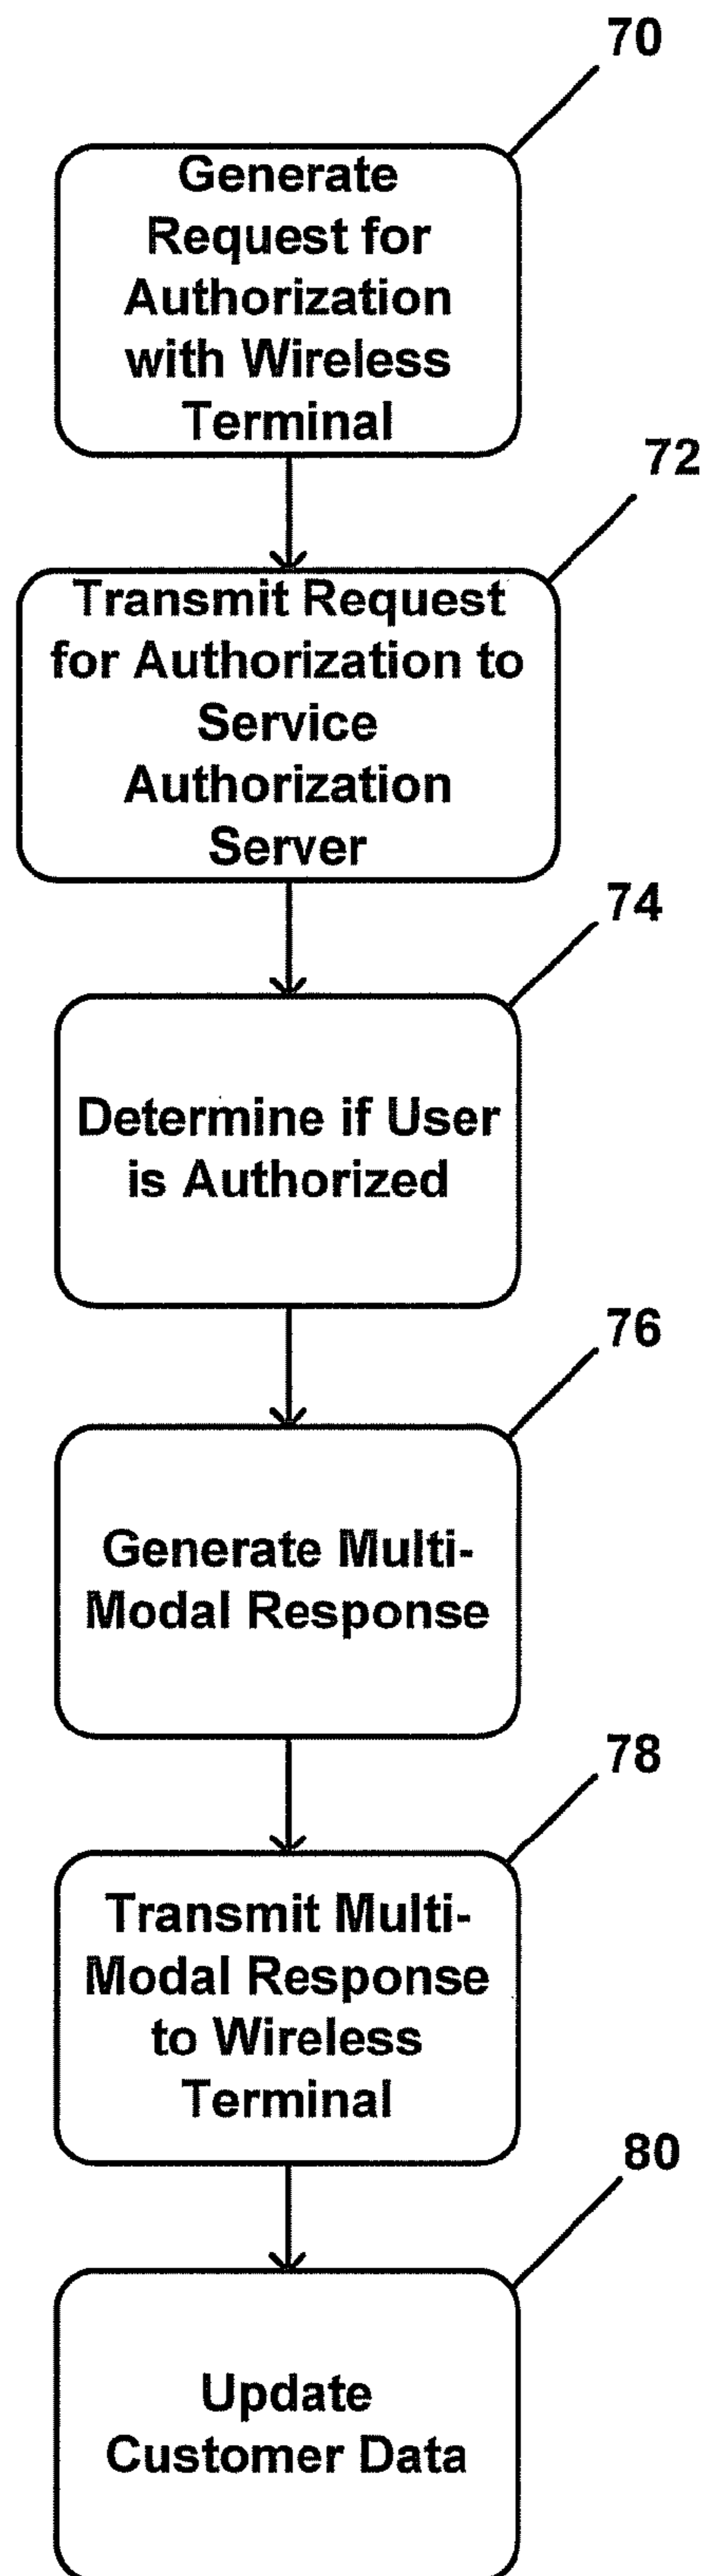 70
Generate
Request for
Authorization
with Wireless
Terminal
72
Transmit Request
for Authorization to
Service
Authorization
Server
74
Determine if User
is Authorized
76
Generate Multi-
Modal Response
78
Transmit Multi-
Modal Response
to Wireless
Terminal
80
Update
Customer Data